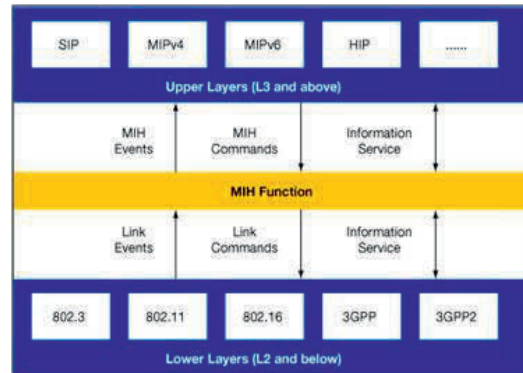 SIP MIPv4 MIPv6 HIP ......
Upper Layers (L3 and above)
MIH Events
MIH Commands
Information Service
MIH Function
Link Events
Link Commands
Information Service
802.3 802.11 802.16 3GPP 3GPP2
Lower Layers (L2 and below)